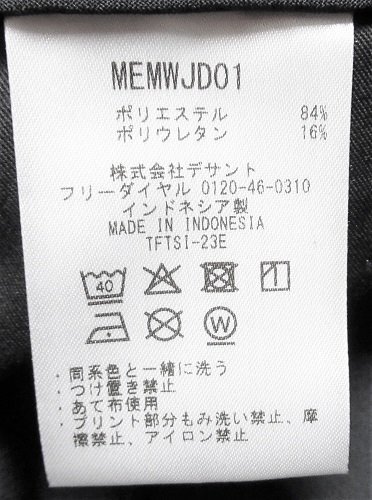 MEMWJD01
ポリエステル 84%
ポリウレタン 16%
株式会社デサント
フリーダイヤル 0120-46-0310
インドネシア製
MADE IN INDONESIA
TFTSI-23E
40
W
・同系色と一緒に洗う
・つけ置き禁止
・あて布使用
・プリント部分もみ洗い禁止、摩
擦禁止、アイロン禁止